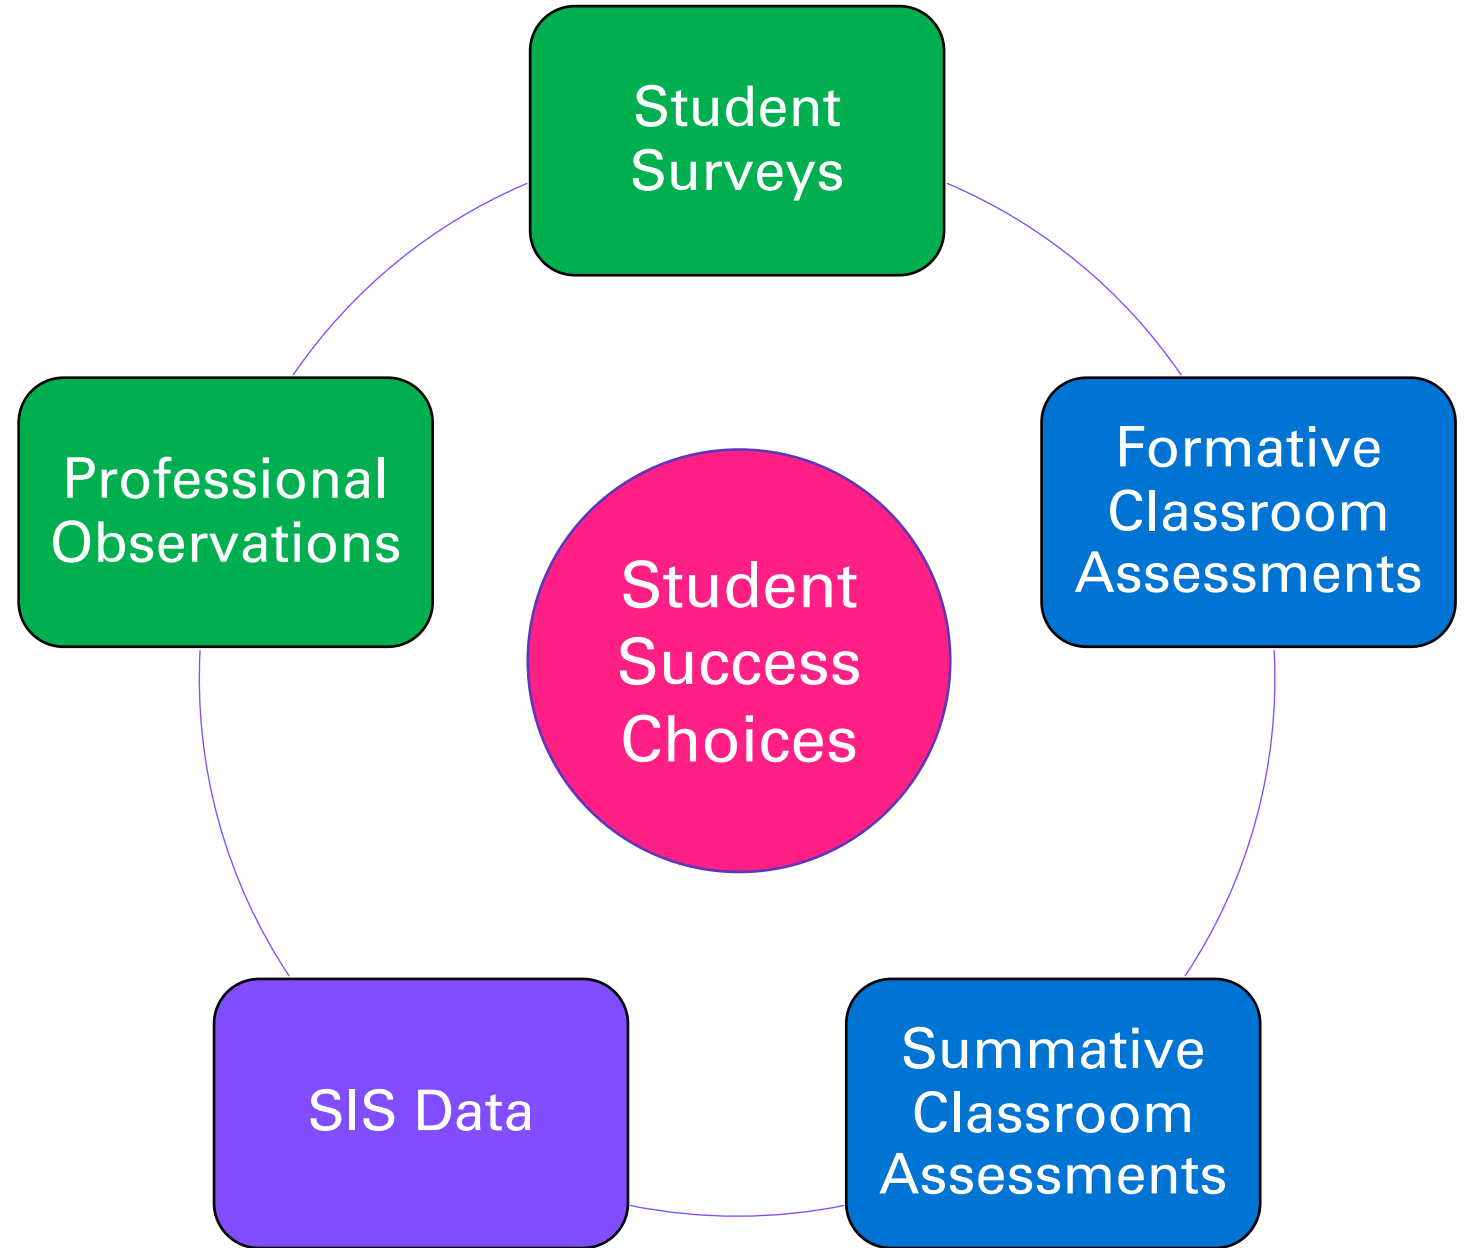 Student
Surveys
Professional
Observations
Formative
Classroom
Assessments
Student
Success
Choices
SIS Data
Summative
Classroom
Assessments